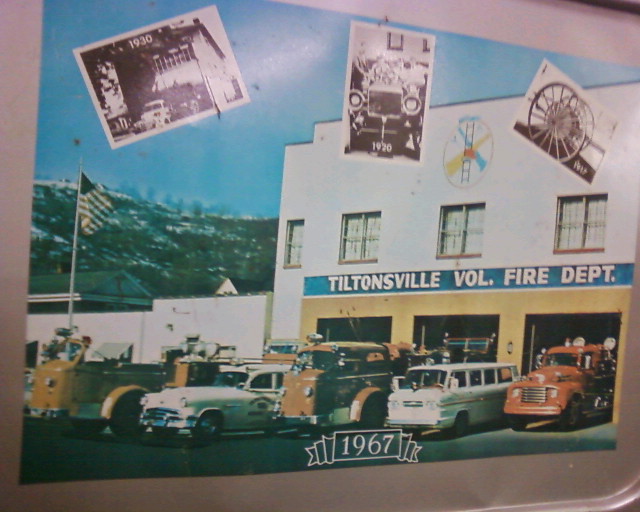 1930
1920
TILTONSVILLE VOL. FIRE DEPT.
1967